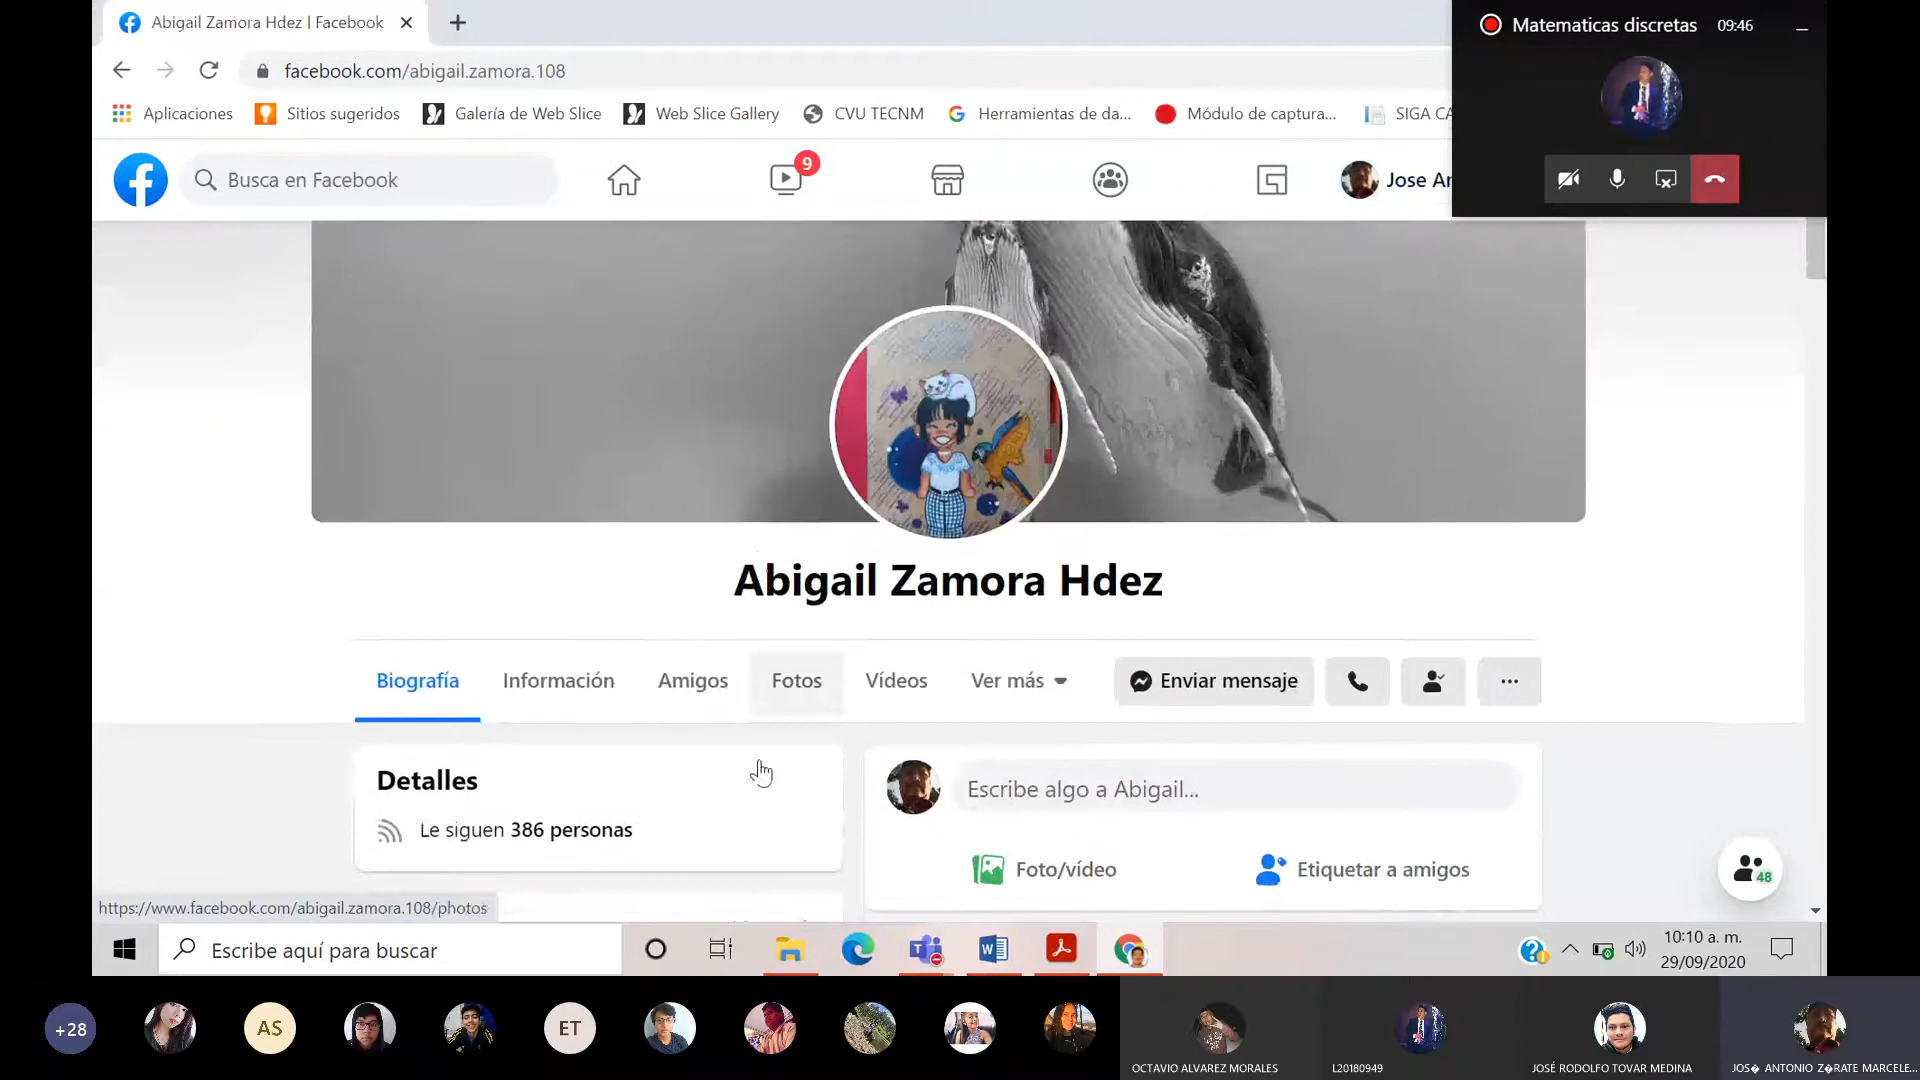 Abigail Zamora Hdez | Facebook
Matematicas discretas 09:46
facebook.com/abigail.zamora.108
Aplicaciones Sitios sugeridos Galería de Web Slice Web Slice Gallery CVU TECNM Herramientas de da... Módulo de captura... SIGA CA
Busca en Facebook 9 Jose An
Abigail Zamora Hdez
Biografía Información Amigos Fotos Vídeos Ver más Enviar mensaje ...
Detalles
Le siguen 386 personas
Escribe algo a Abigail...
Foto/vídeo Etiquetar a amigos
48
https://www.facebook.com/abigail.zamora.108/photos
Escribe aquí para buscar
10:10 a. m.
29/09/2020
+28 AS ET
OCTAVIO ALVAREZ MORALES L20180949 JOSÉ RODOLFO TOVAR MEDINA JOS� ANTONIO Z�RATE MARCELE...